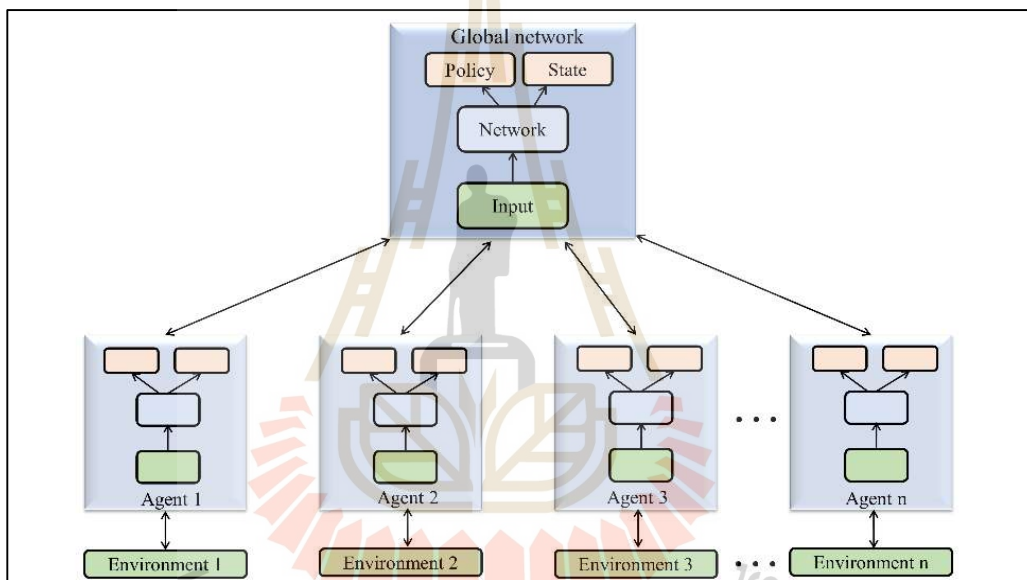 Global network
Policy
State
Network
Input
Agent 1
Agent 2
Agent 3
Agent n
Environment 1
Environment 2
Environment 3
Environment n